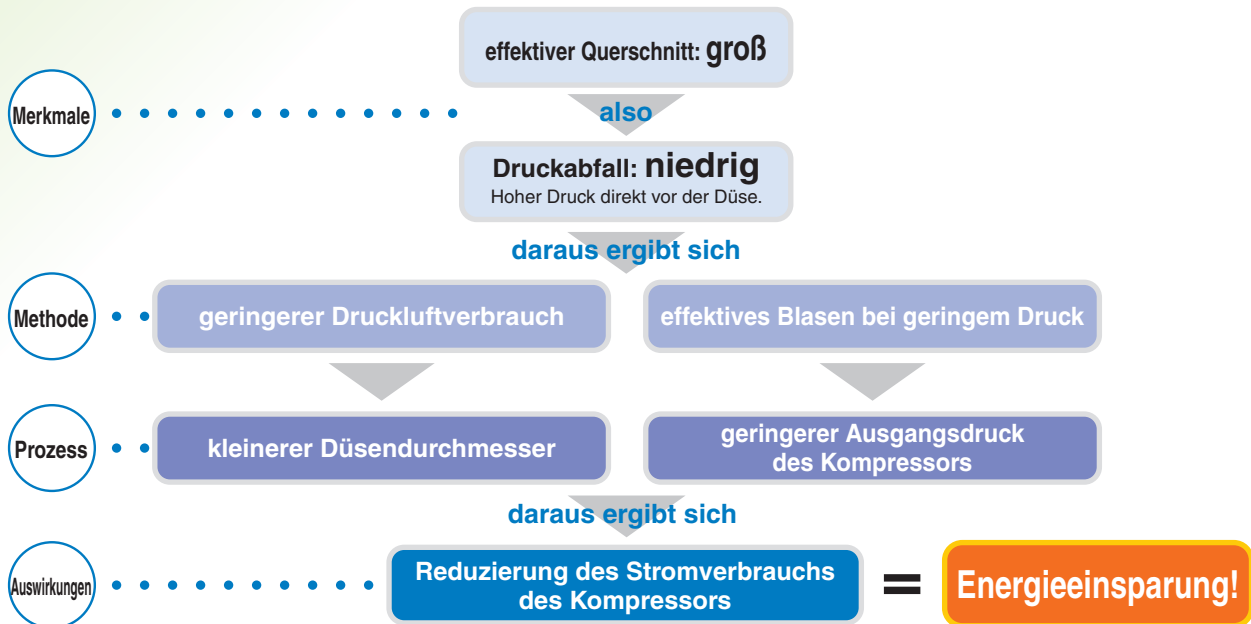 effektiver Querschnitt: groß
Merkmale
also
Druckabfall: niedrig
Hoher Druck direkt vor der Düse.
daraus ergibt sich
Methode
geringerer Druckluftverbrauch
effektives Blasen bei geringem Druck
Prozess
kleinerer Düsendurchmesser
geringerer Ausgangsdruck
des Kompressors
daraus ergibt sich
Auswirkungen
Reduzierung des Stromverbrauchs
des Kompressors
=
Energieeinsparung!